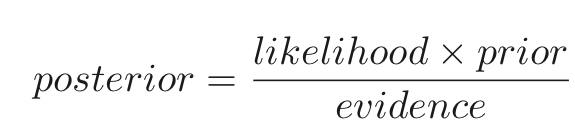 posterior = likelihood × prior / evidence